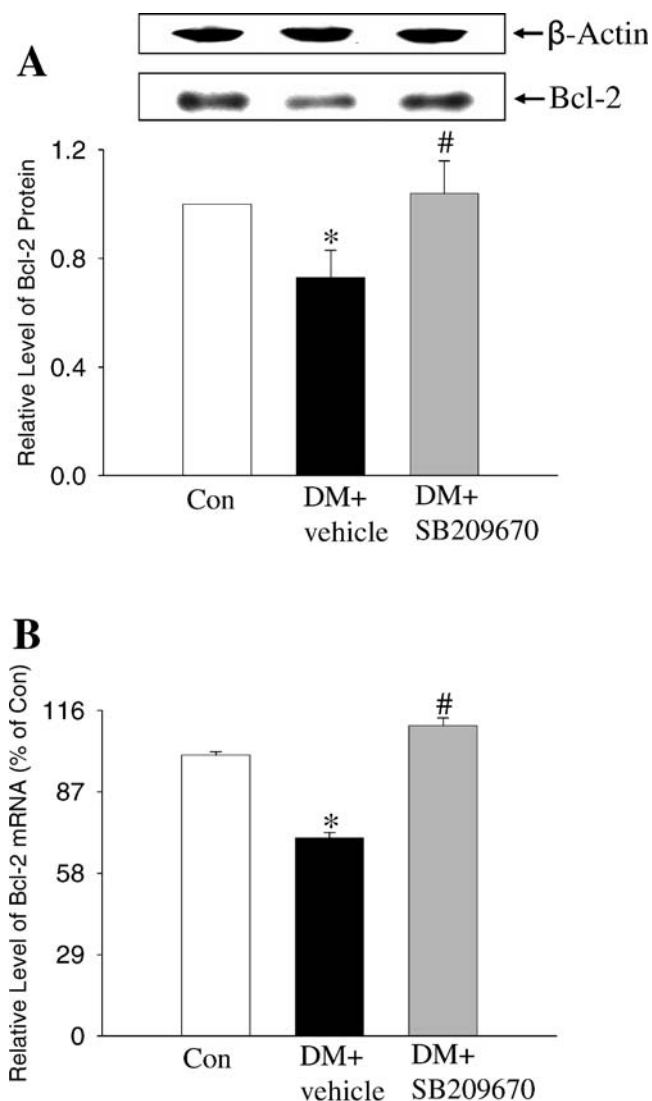 β-Actin
A
Bcl-2
Relative Level of Bcl-2 Protein
1.2
0.8
0.4
0.0
*
#
Con
DM+
vehicle
DM+
SB209670
B
Relative Level of Bcl-2 mRNA (% of Con)
116
87
58
29
0
*
#
Con
DM+
vehicle
DM+
SB209670